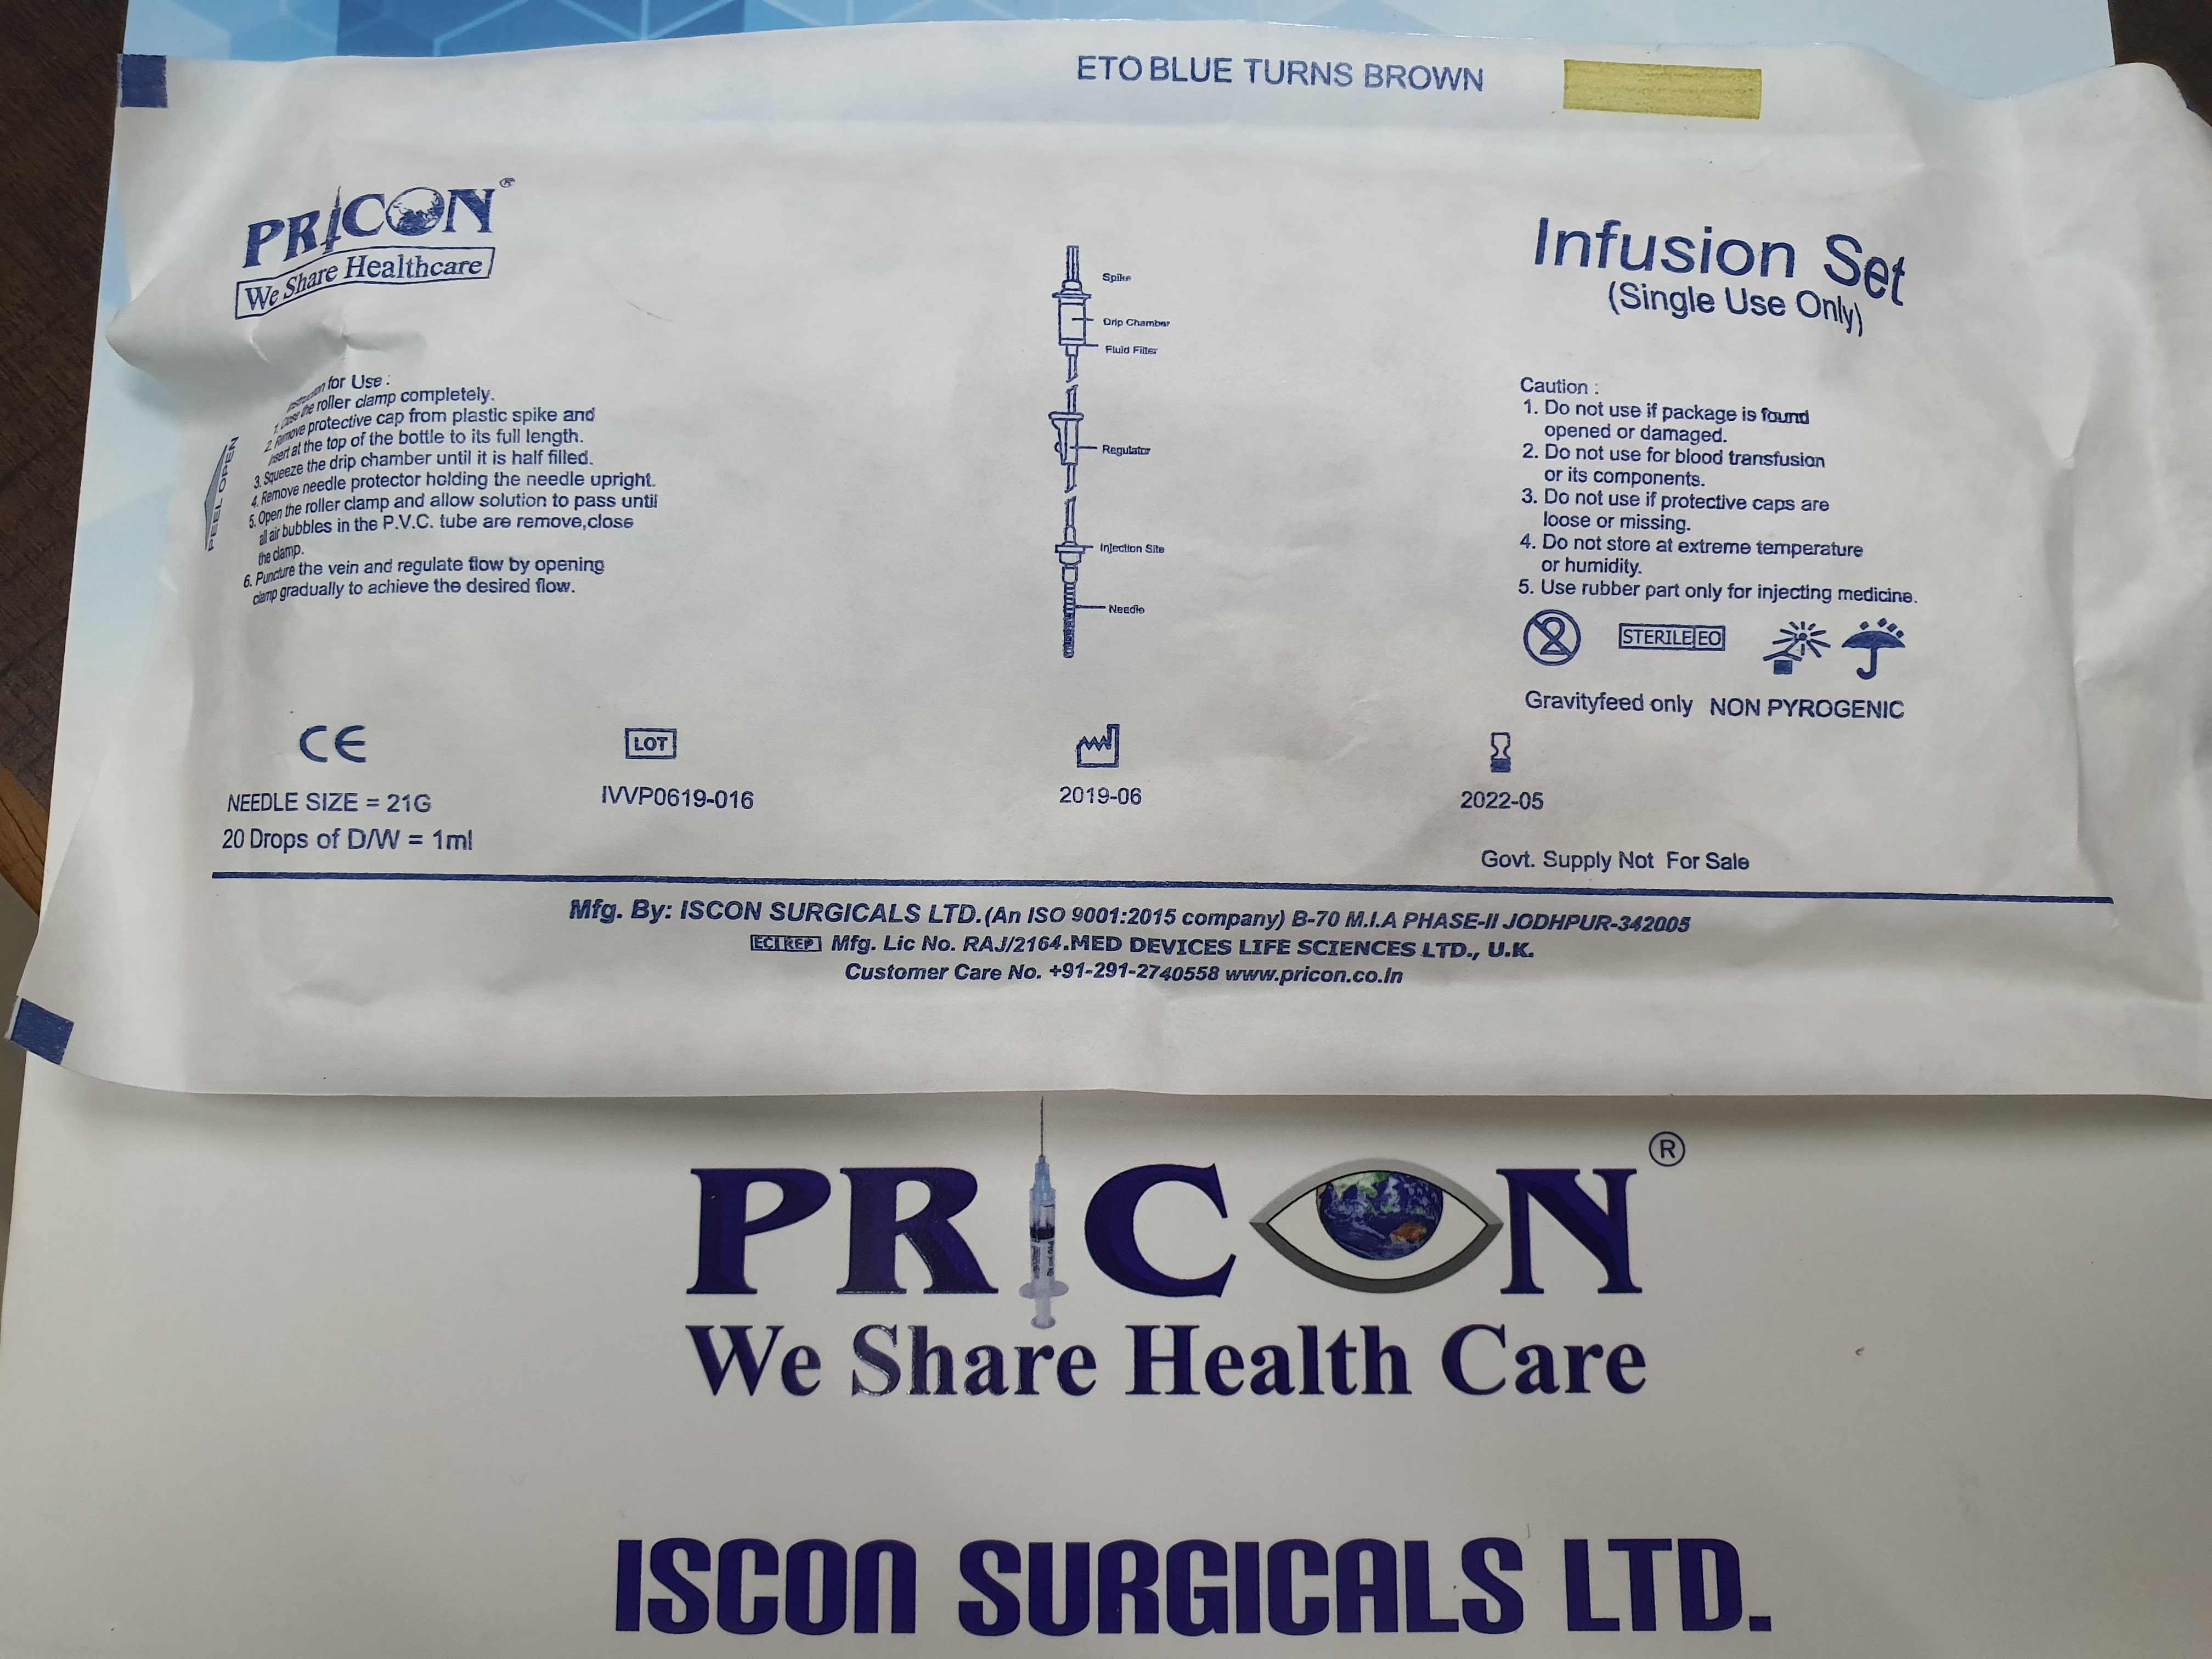 ETO BLUE TURNS BROWN
PRICON®
We Share Healthcare
Infusion Set
(Single Use Only)
Spike
Drip Chamber
Fluid Filter
Regulator
Injection Site
Needle
PEEL OPEN
Instruction for Use :
1. Close the roller clamp completely.
2. Remove protective cap from plastic spike and
insert at the top of the bottle to its full length.
3. Squeeze the drip chamber until it is half filled.
4. Remove needle protector holding the needle upright.
5. Open the roller clamp and allow solution to pass until
all air bubbles in the P.V.C. tube are remove,close
the clamp.
6. Puncture the vein and regulate flow by opening
clamp gradually to achieve the desired flow.
Caution :
1. Do not use if package is found
opened or damaged.
2. Do not use for blood transfusion
or its components.
3. Do not use if protective caps are
loose or missing.
4. Do not store at extreme temperature
or humidity.
5. Use rubber part only for injecting medicine.
2
STERILE EO
Gravityfeed only NON PYROGENIC
CE
LOT
NEEDLE SIZE = 21G
IVVP0619-016
2019-06
2022-05
20 Drops of D/W = 1ml
Govt. Supply Not For Sale
Mfg. By: ISCON SURGICALS LTD.(An ISO 9001:2015 company) B-70 M.I.A PHASE-II JODHPUR-342005
EC REP Mfg. Lic No. RAJ/2164.MED DEVICES LIFE SCIENCES LTD., U.K.
Customer Care No. +91-291-2740558 www.pricon.co.in
PRICON®
We Share Health Care
ISCON SURGICALS LTD.